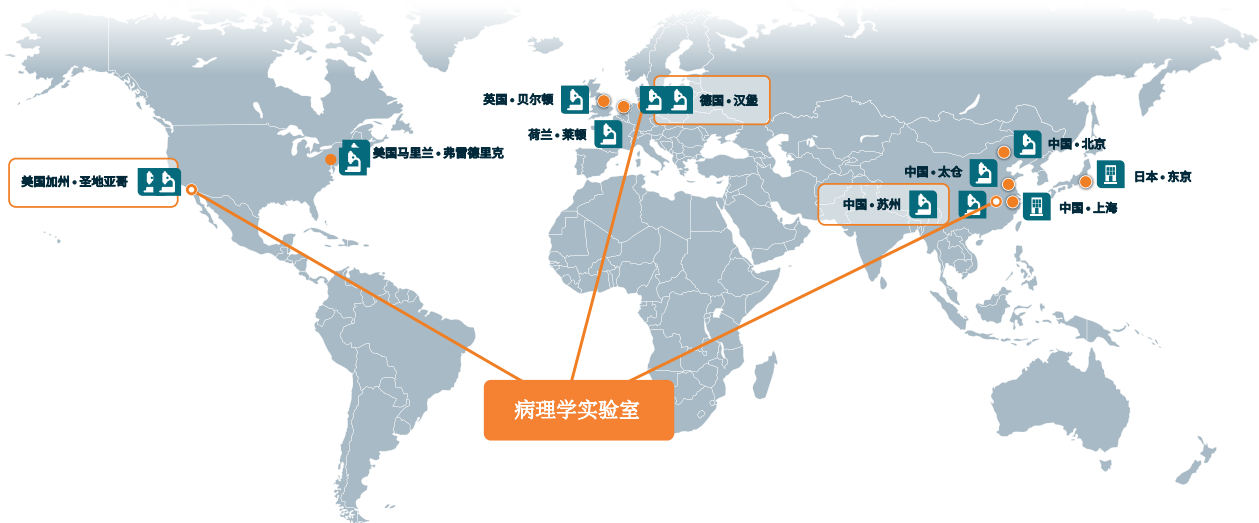 英国•贝尔顿
德国•汉堡
荷兰•莱顿
美国马里兰•弗雷德里克
美国加州•圣地亚哥
中国•北京
中国•太仓
日本•东京
中国•苏州
中国•上海
病理学实验室